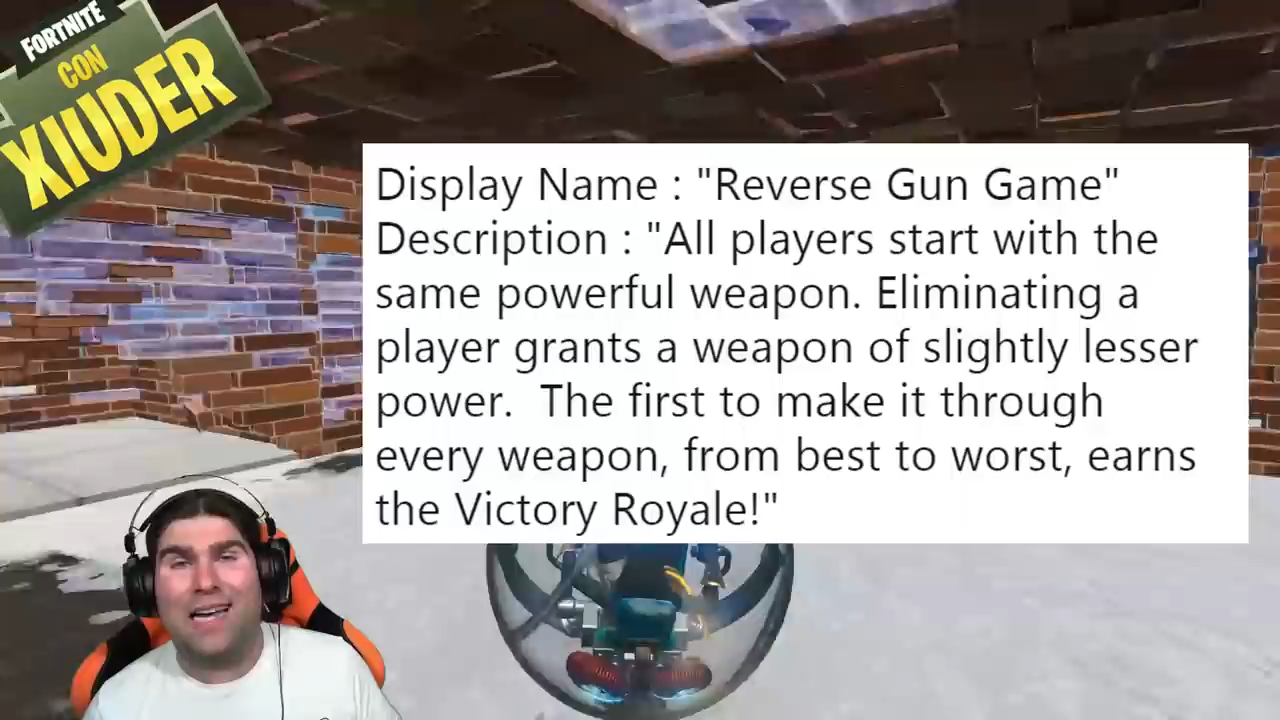 FORTNITE
CON
XIUDER
Display Name : "Reverse Gun Game"
Description : "All players start with the
same powerful weapon. Eliminating a
player grants a weapon of slightly lesser
power.  The first to make it through
every weapon, from best to worst, earns
the Victory Royale!"